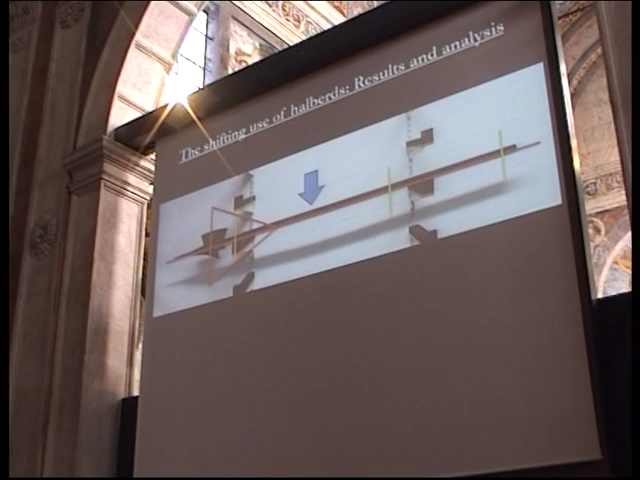 The shifting use of halberds: Results and analysis